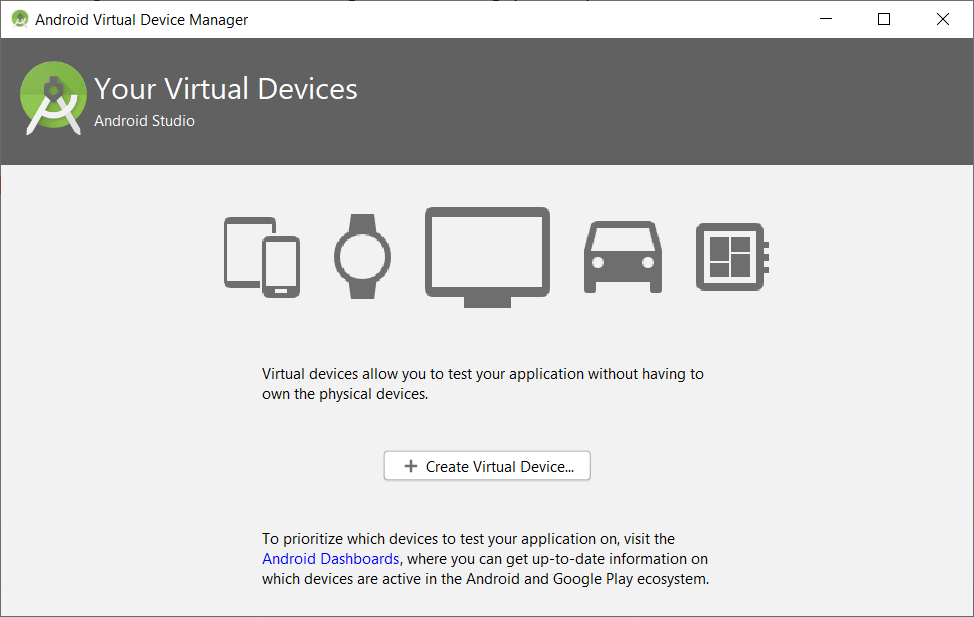 Android Virtual Device Manager
Your Virtual Devices
Android Studio
Virtual devices allow you to test your application without having to
own the physical devices.
Create Virtual Device...
To prioritize which devices to test your application on, visit the
Android Dashboards, where you can get up-to-date information on
which devices are active in the Android and Google Play ecosystem.